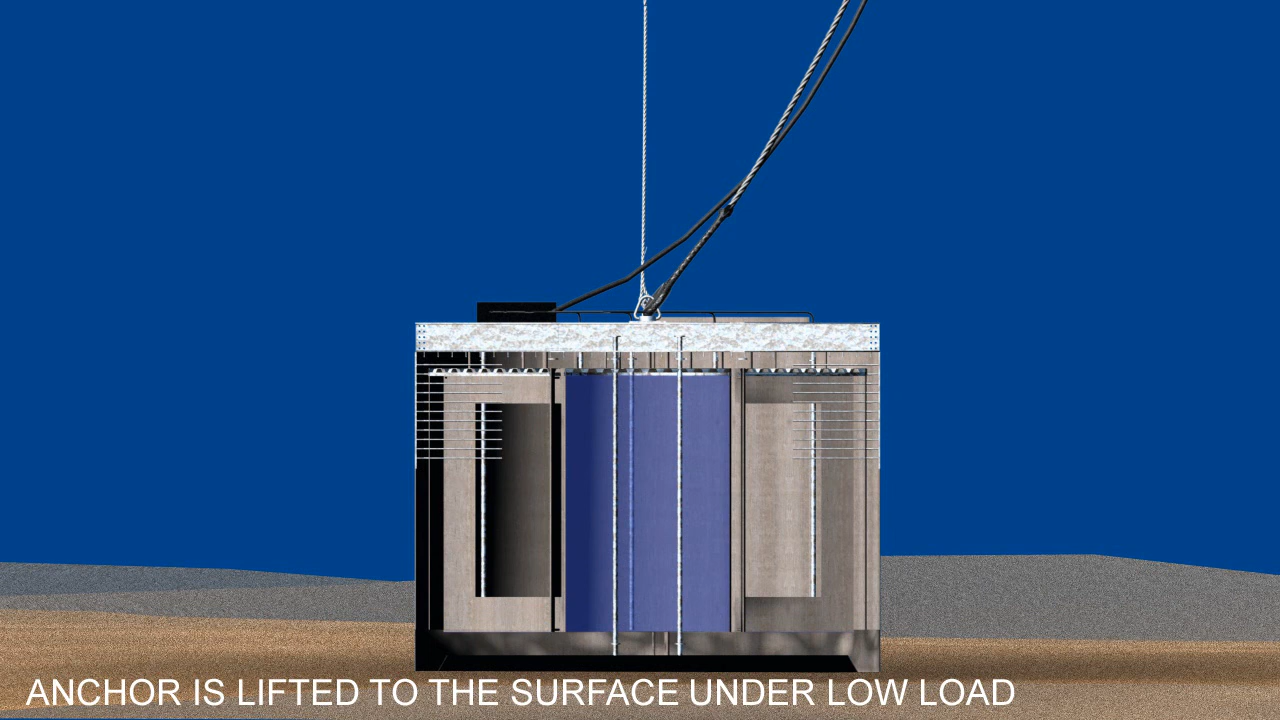 ANCHOR IS LIFTED TO THE SURFACE UNDER LOW LOAD